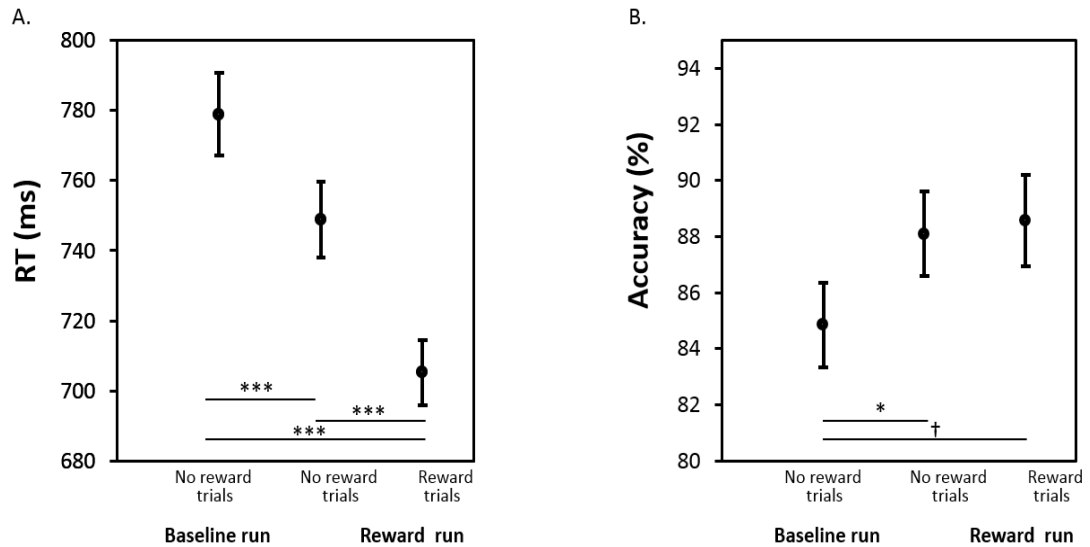 A.
800
780
760
740
720
700
680
RT (ms)
***
***
***
No reward
trials
No reward
trials
Reward
trials
Baseline run
Reward run
B.
94
92
90
88
86
84
82
80
Accuracy (%)
*
†
No reward
trials
No reward
trials
Reward
trials
Baseline run
Reward run